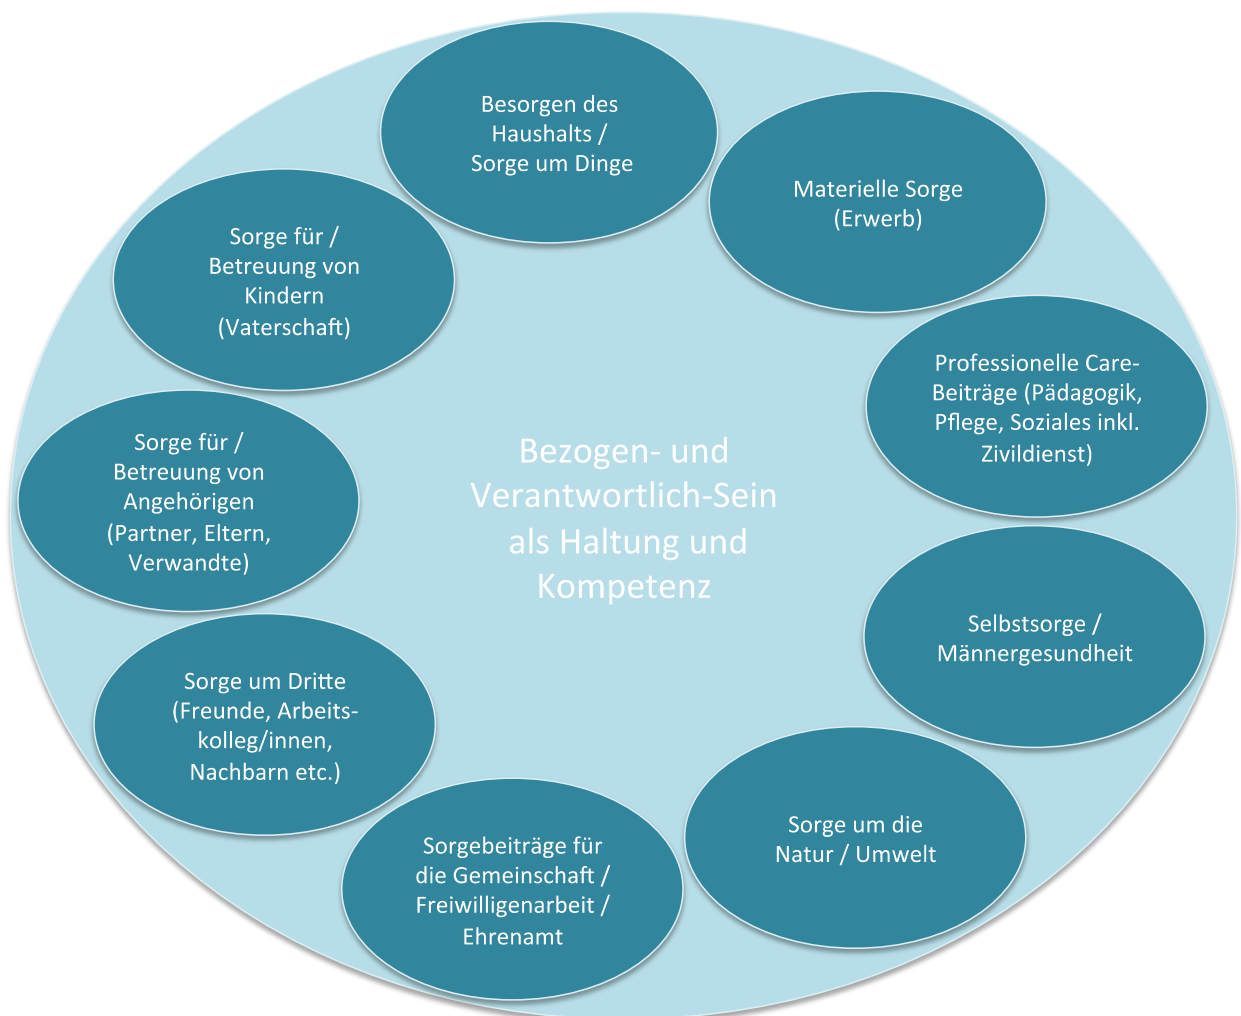 Besorgen des
Haushalts /
Sorge um Dinge
Materielle Sorge
(Erwerb)
Sorge für /
Betreuung von
Kindern
(Vaterschaft)
Professionelle Care-
Beiträge (Pädagogik,
Pflege, Soziales inkl.
Zivildienst)
Sorge für /
Betreuung von
Angehörigen
(Partner, Eltern,
Verwandte)
Bezogen- und
Verantwortlich-Sein
als Haltung und
Kompetenz
Selbstsorge /
Männergesundheit
Sorge um Dritte
(Freunde, Arbeits-
kolleg/innen,
Nachbarn etc.)
Sorge um die
Natur / Umwelt
Sorgebeiträge für
die Gemeinschaft /
Freiwilligenarbeit /
Ehrenamt